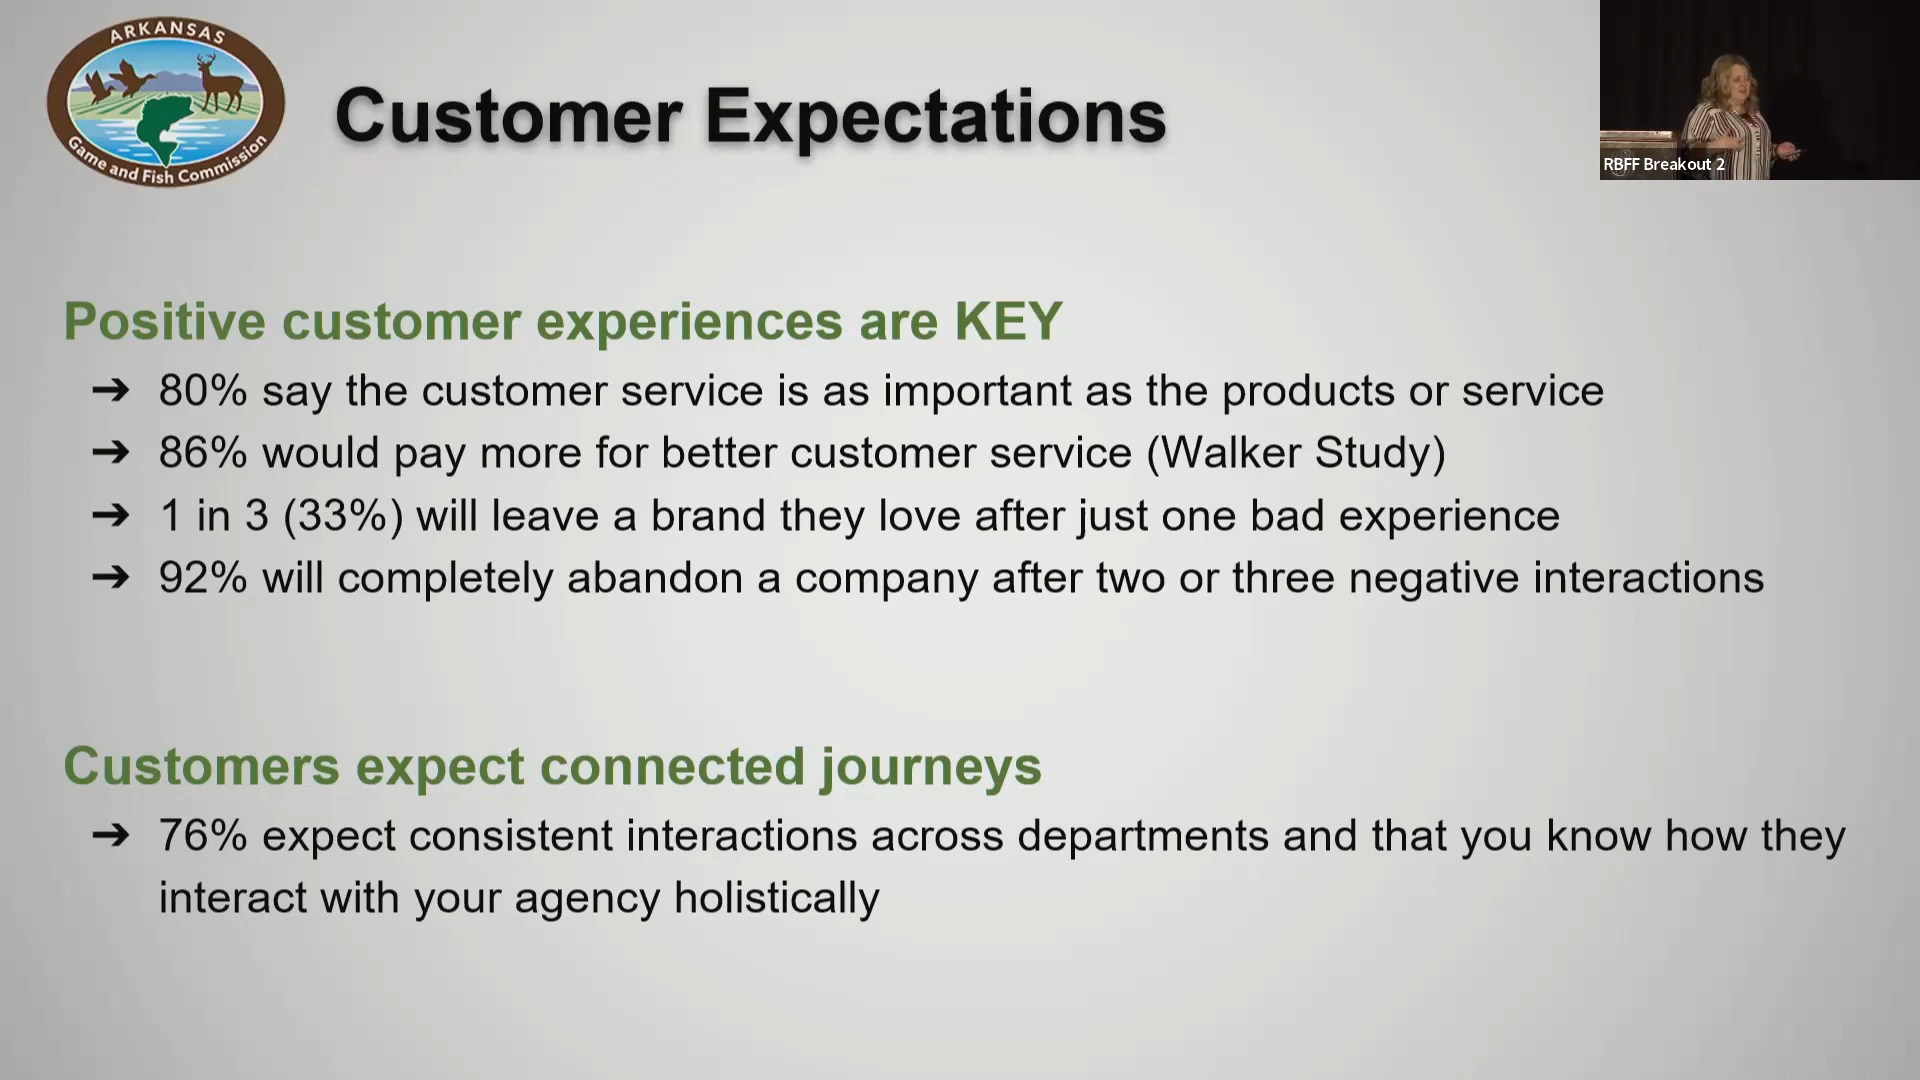 ARKANSAS
Game and Fish Commission
Customer Expectations
RBFF Breakout 2
Positive customer experiences are KEY
➔ 80% say the customer service is as important as the products or service
➔ 86% would pay more for better customer service (Walker Study)
➔ 1 in 3 (33%) will leave a brand they love after just one bad experience
➔ 92% will completely abandon a company after two or three negative interactions
Customers expect connected journeys
➔ 76% expect consistent interactions across departments and that you know how they
interact with your agency holistically